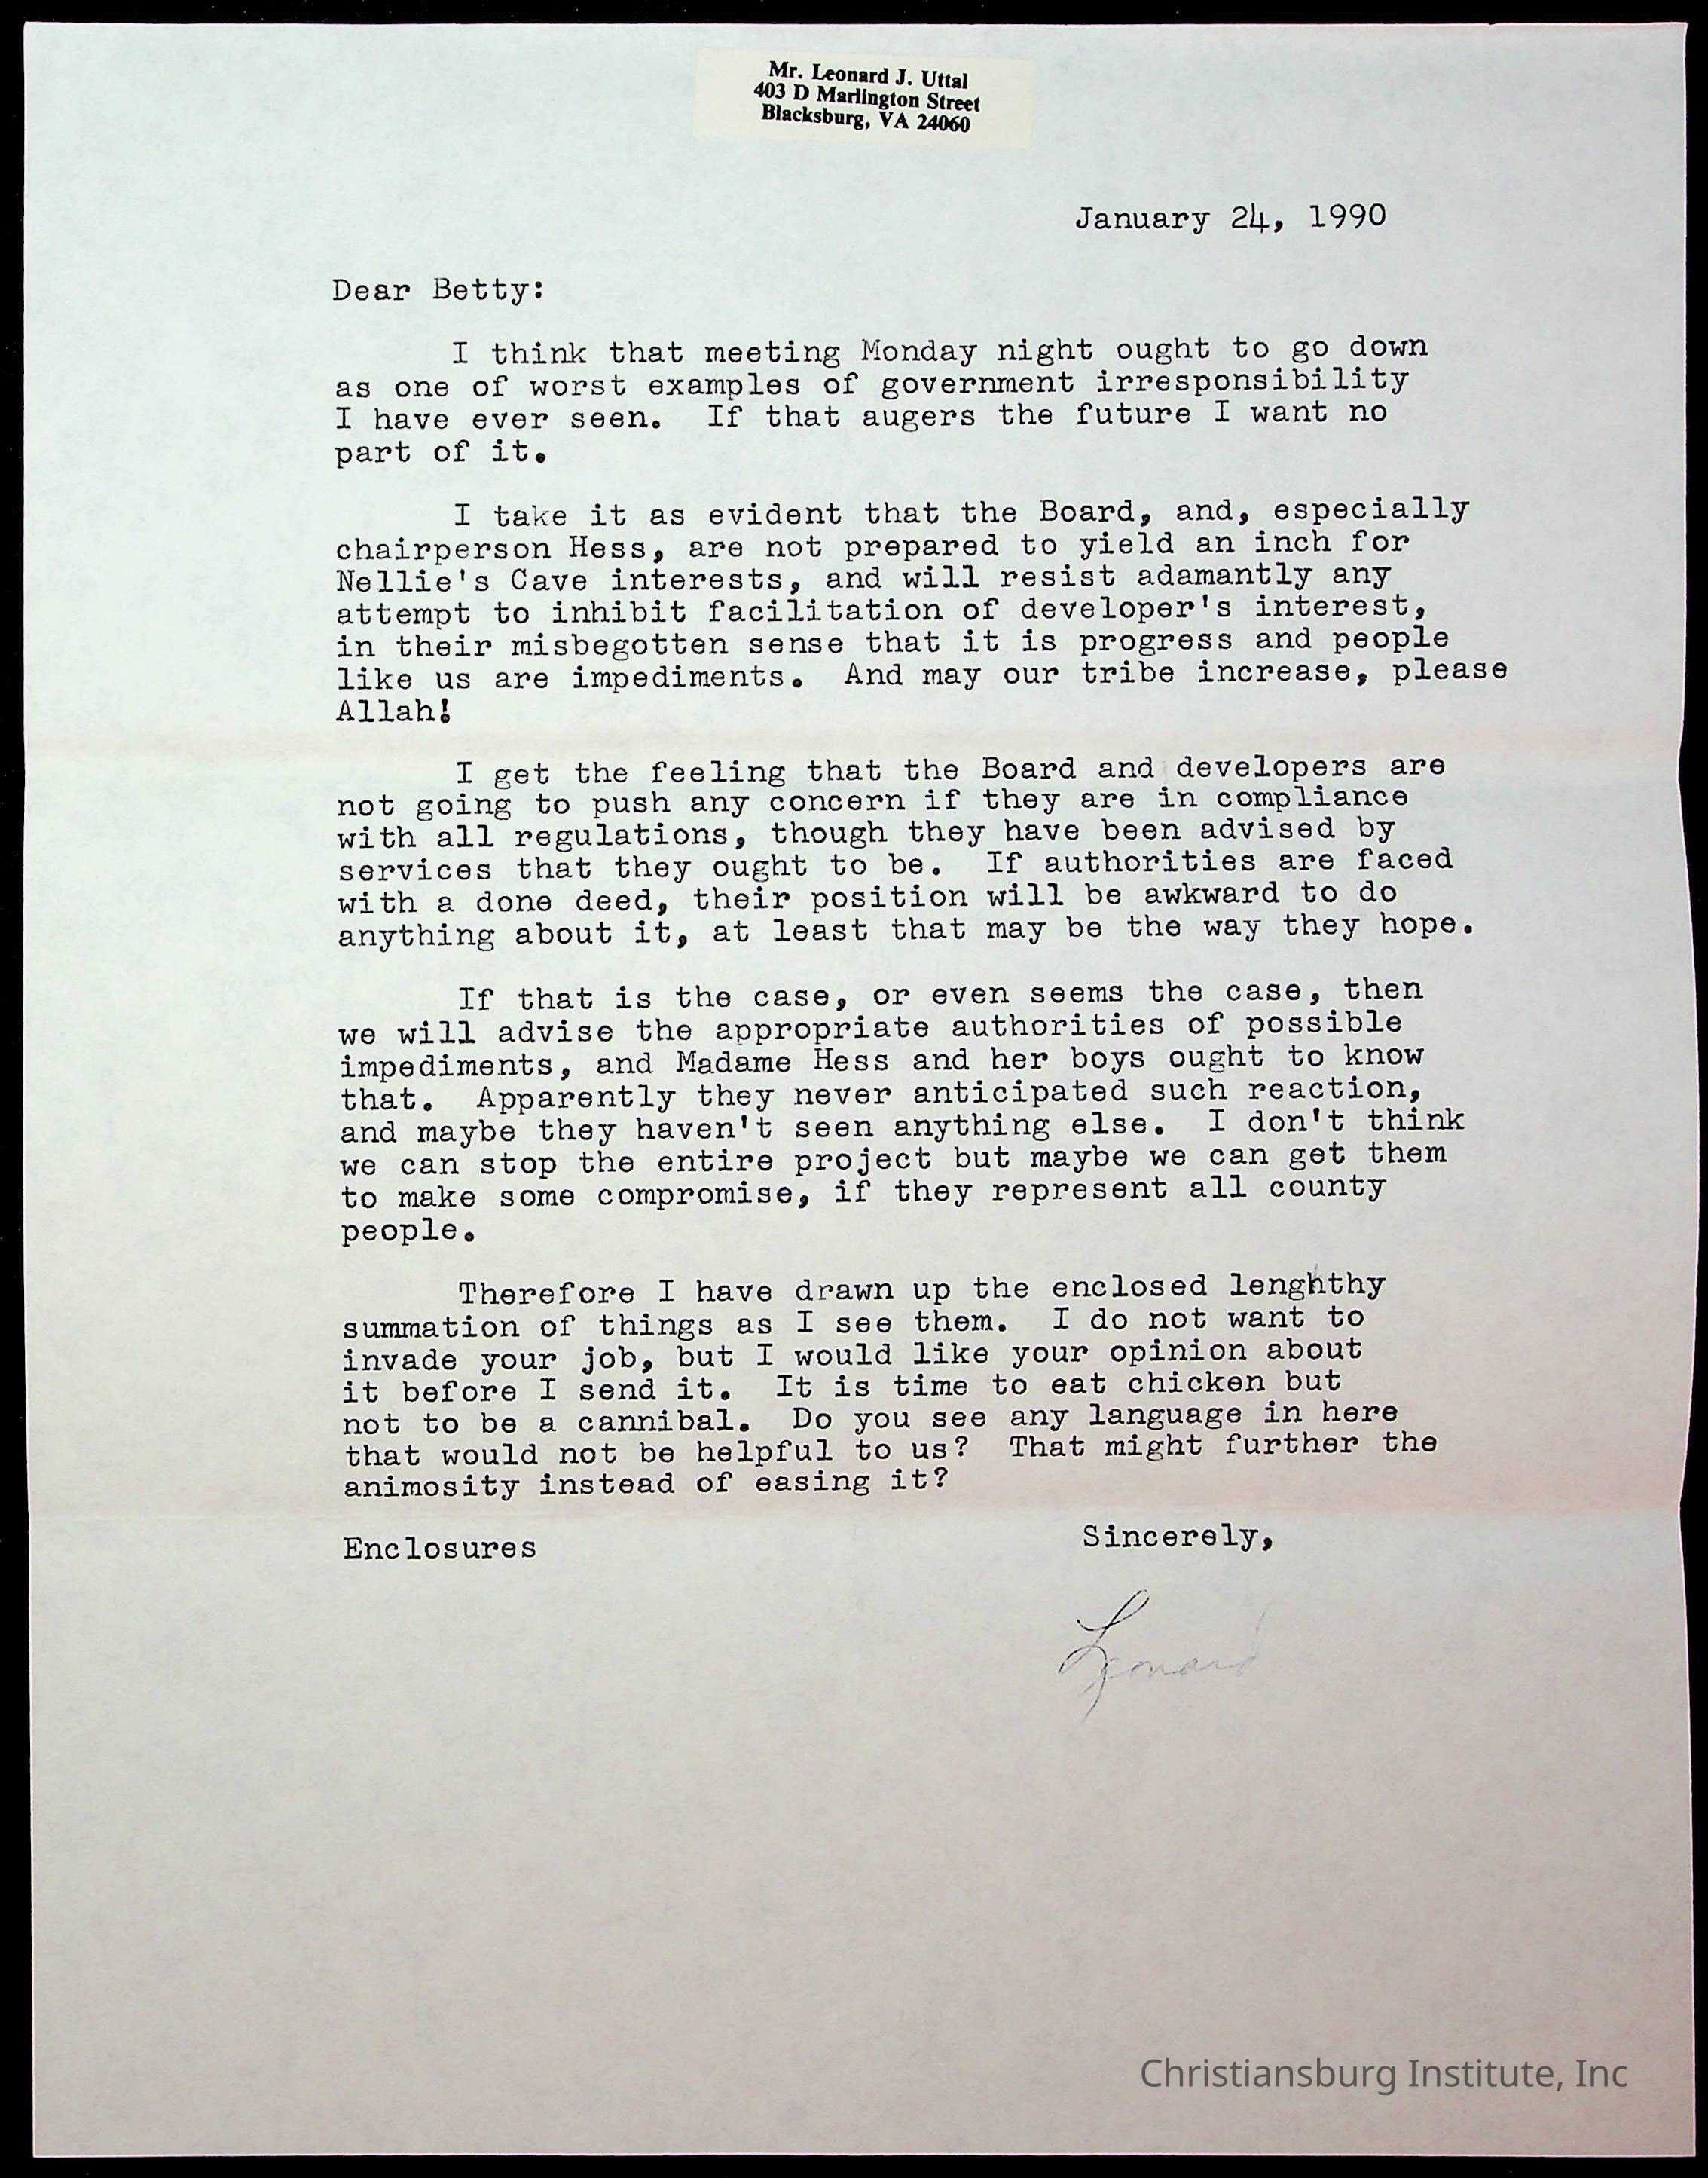 Mr. Leonard J. Uttal
403 D Marlington Street
Blacksburg, VA 24060
January 24, 1990
Dear Betty:
I think that meeting Monday night ought to go down
as one of worst examples of government irresponsibility
I have ever seen. If that augers the future I want no
part of it.
I take it as evident that the Board, and, especially
chairperson Hess, are not prepared to yield an inch for
Nellie's Cave interests, and will resist adamantly any
attempt to inhibit facilitation of developer's interest,
in their misbegotten sense that it is progress and people
like us are impediments. And may our tribe increase, please
Allah!
I get the feeling that the Board and developers are
not going to push any concern if they are in compliance
with all regulations, though they have been advised by
services that they ought to be. If authorities are faced
with a done deed, their position will be awkward to do
anything about it, at least that may be the way they hope.
If that is the case, or even seems the case, then
we will advise the appropriate authorities of possible
impediments, and Madame Hess and her boys ought to know
that. Apparently they never anticipated such reaction,
and maybe they haven't seen anything else. I don't think
we can stop the entire project but maybe we can get them
to make some compromise, if they represent all county
people.
Therefore I have drawn up the enclosed lenghthy
summation of things as I see them. I do not want to
invade your job, but I would like your opinion about
it before I send it. It is time to eat chicken but
not to be a cannibal. Do you see any language in here
that would not be helpful to us? That might further the
animosity instead of easing it?
Sincerely,
Enclosures
Leonard
Christiansburg Institute, Inc